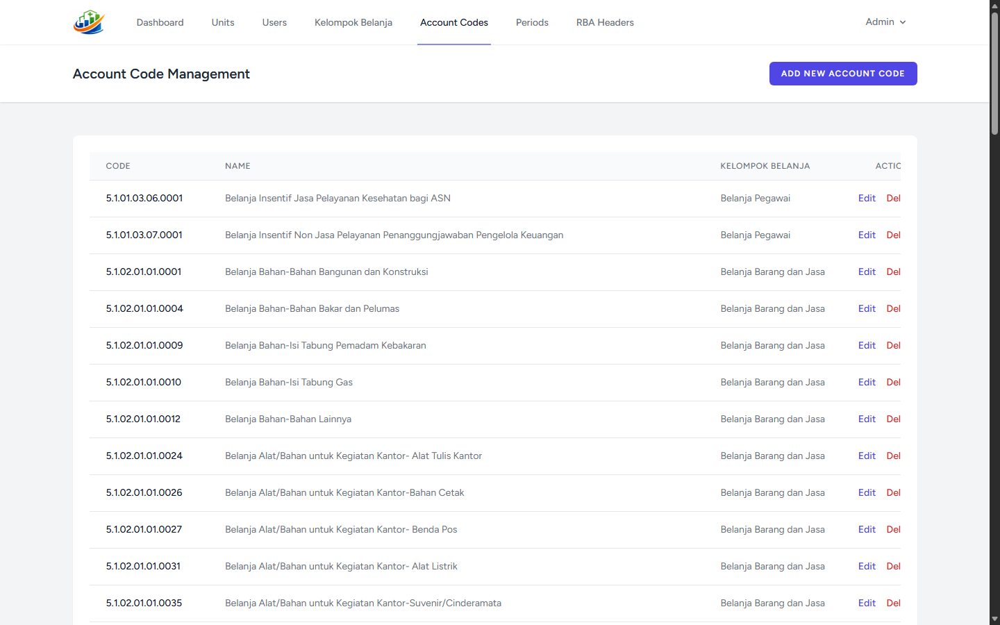 Dashboard Units Users Kelompok Belanja Account Codes Periods RBA Headers Admin
Account Code Management ADD NEW ACCOUNT CODE
CODE NAME KELOMPOK BELANJA ACTIO
5.1.01.03.06.0001 Belanja Insentif Jasa Pelayanan Kesehatan bagi ASN Belanja Pegawai Edit Del
5.1.01.03.07.0001 Belanja Insentif Non Jasa Pelayanan Penanggungjawaban Pengelola Keuangan Belanja Pegawai Edit Del
5.1.02.01.01.0001 Belanja Bahan-Bahan Bangunan dan Konstruksi Belanja Barang dan Jasa Edit Del
5.1.02.01.01.0004 Belanja Bahan-Bahan Bakar dan Pelumas Belanja Barang dan Jasa Edit Del
5.1.02.01.01.0009 Belanja Bahan-Isi Tabung Pemadam Kebakaran Belanja Barang dan Jasa Edit Del
5.1.02.01.01.0010 Belanja Bahan-Isi Tabung Gas Belanja Barang dan Jasa Edit Del
5.1.02.01.01.0012 Belanja Bahan-Bahan Lainnya Belanja Barang dan Jasa Edit Del
5.1.02.01.01.0024 Belanja Alat/Bahan untuk Kegiatan Kantor- Alat Tulis Kantor Belanja Barang dan Jasa Edit Del
5.1.02.01.01.0026 Belanja Alat/Bahan untuk Kegiatan Kantor-Bahan Cetak Belanja Barang dan Jasa Edit Del
5.1.02.01.01.0027 Belanja Alat/Bahan untuk Kegiatan Kantor- Benda Pos Belanja Barang dan Jasa Edit Del
5.1.02.01.01.0031 Belanja Alat/Bahan untuk Kegiatan Kantor- Alat Listrik Belanja Barang dan Jasa Edit Del
5.1.02.01.01.0035 Belanja Alat/Bahan untuk Kegiatan Kantor-Suvenir/Cinderamata Belanja Barang dan Jasa Edit Del